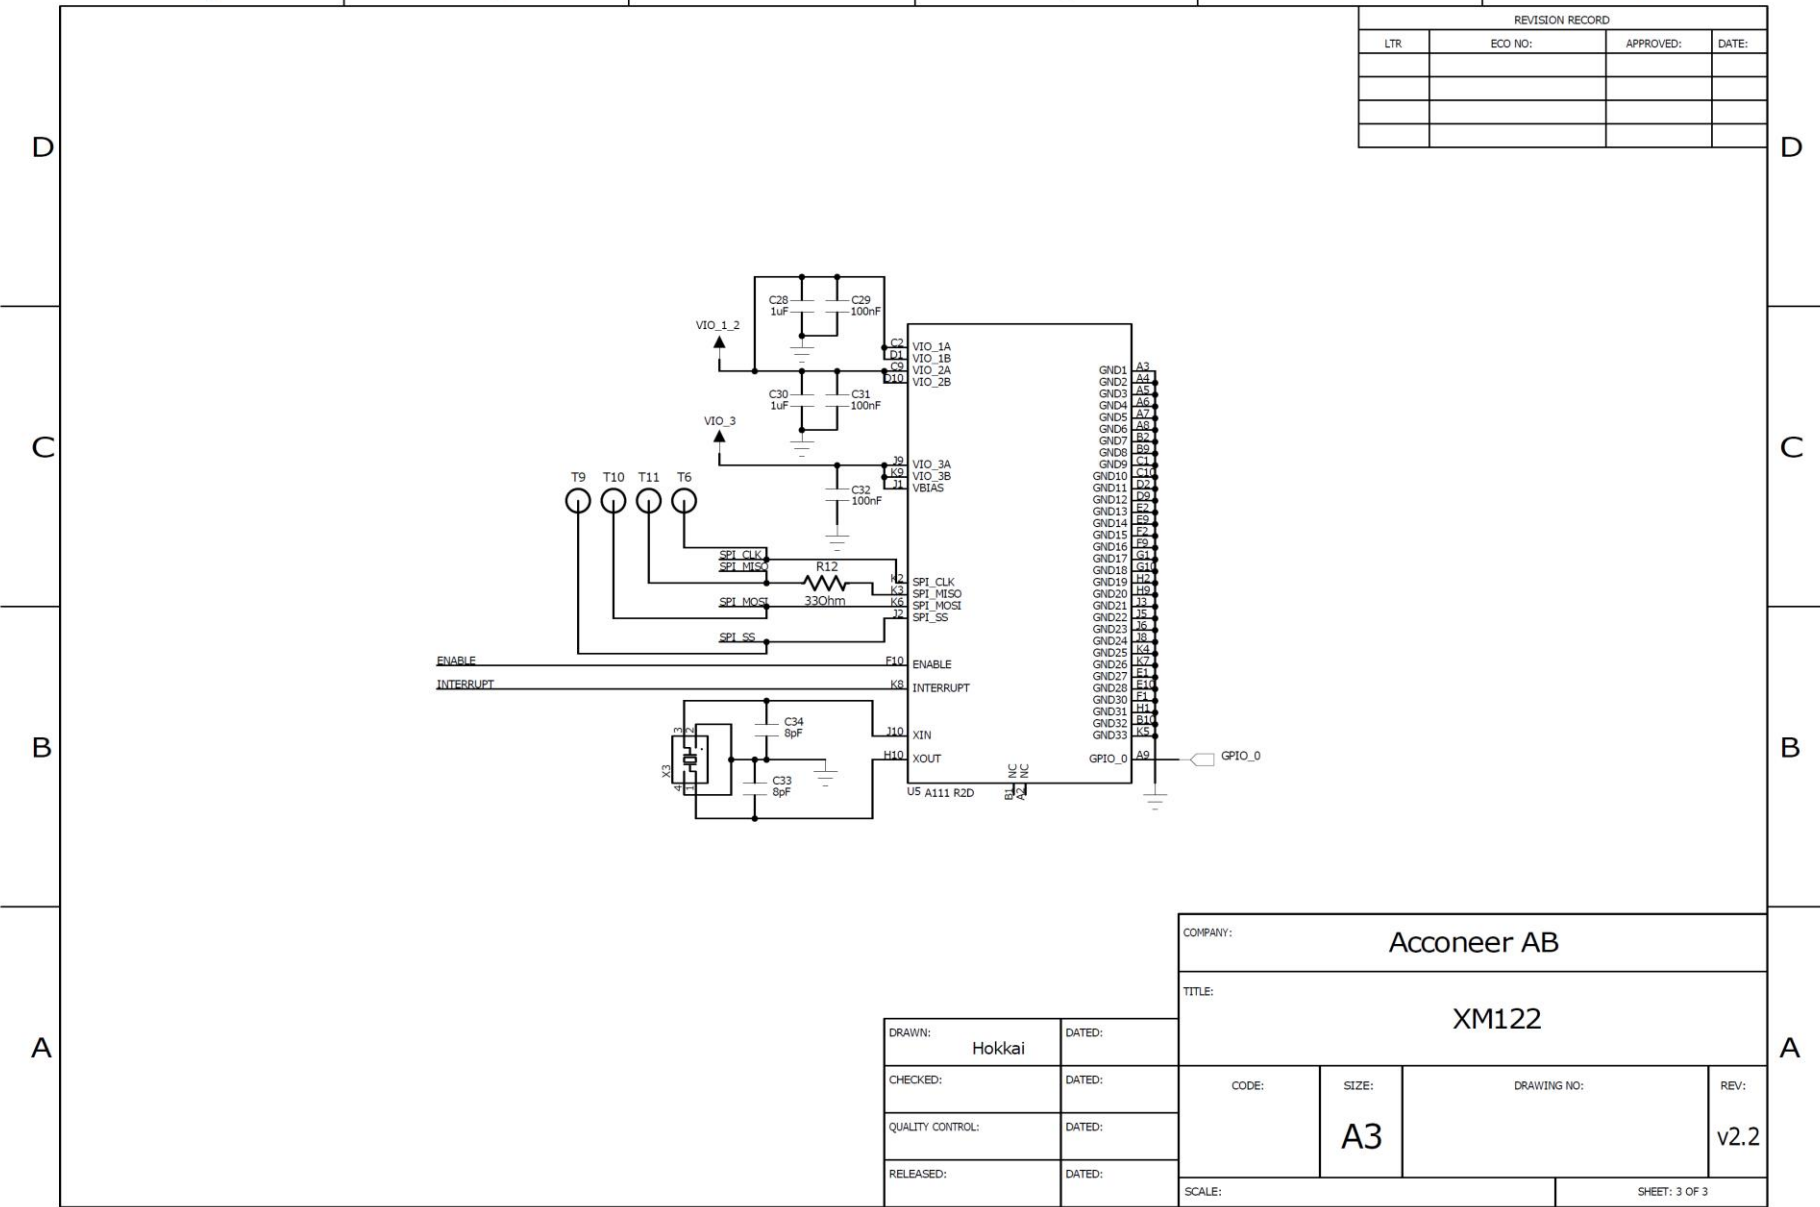 REVISION RECORD
LTR ECO NO: APPROVED: DATE:
D D
C28 1uF
C29 100nF
VIO_1_2
C2 VIO_1A
D1 VIO_1B
C9 VIO_2A
D10 VIO_2B
C30 1uF
C31 100nF
VIO_3
C C
J9 VIO_3A
K9 VIO_3B
J1 VBIAS
C32 100nF
T9 T10 T11 T6
SPI_CLK
SPI_MISO
R12
33Ohm
SPI_MOSI
SPI_SS
K2 SPI_CLK
K3 SPI_MISO
K6 SPI_MOSI
J2 SPI_SS
ENABLE F10 ENABLE
INTERRUPT K8 INTERRUPT
C34 8pF
J10 XIN
H10 XOUT
C33 8pF
X3
3 2
4 1
GND1 A3
GND2 A4
GND3 A5
GND4 A6
GND5 A7
GND6 A8
GND7 B2
GND8 B9
GND9 C1
GND10 C10
GND11 D2
GND12 D9
GND13 E2
GND14 E9
GND15 F2
GND16 F9
GND17 G1
GND18 G10
GND19 H2
GND20 H9
GND21 J3
GND22 J5
GND23 J6
GND24 J8
GND25 K4
GND26 K7
GND27 E1
GND28 E10
GND30 F1
GND31 H1
GND32 B10
GND33 K5
GPIO_0 A9 GPIO_0
NC NC
B1 A2
U5 A111 R2D
B B
COMPANY: Acconeer AB
TITLE: XM122
A A
DRAWN: Hokkai DATED:
CHECKED: DATED:
QUALITY CONTROL: DATED:
RELEASED: DATED:
CODE: SIZE: DRAWING NO: REV:
A3 v2.2
SCALE: SHEET: 3 OF 3